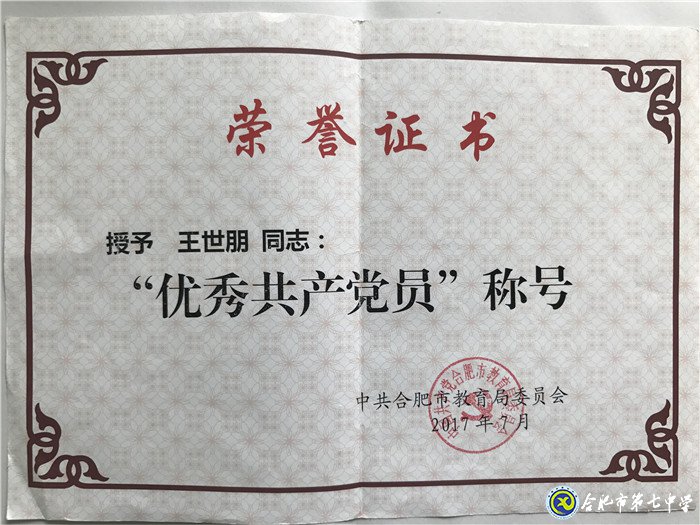 荣誉证书
授予 王世朋 同志：
“优秀共产党员”称号
中共合肥市教育局委员会
2017年7月
合肥市第七中学